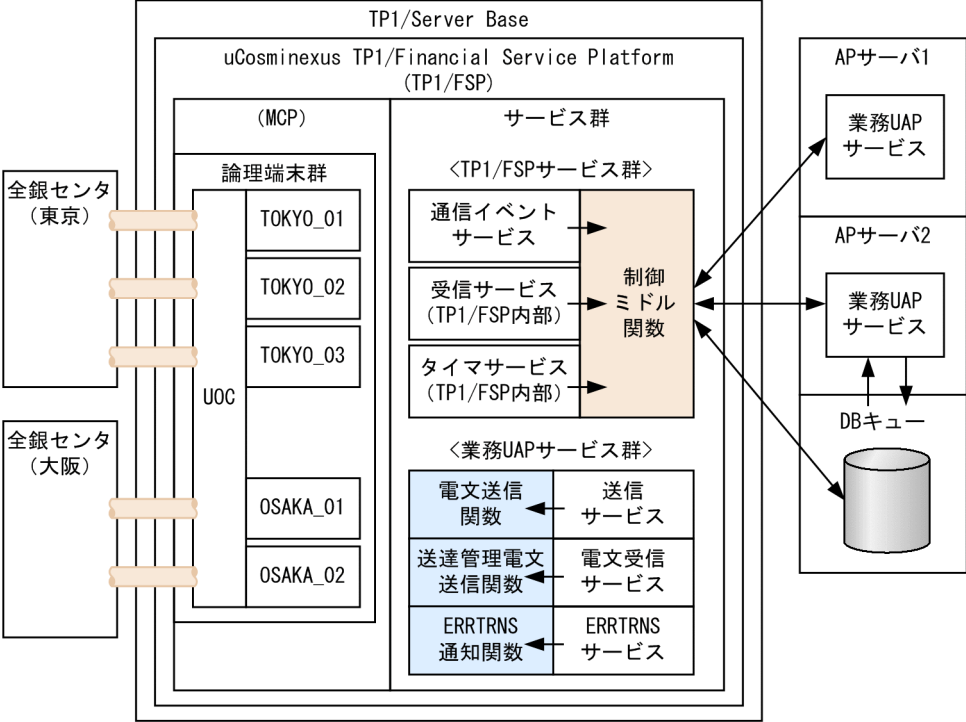 TP1/Server Base
uCosminexus TP1/Financial Service Platform
(TP1/FSP)
(MCP)
論理端末群
UOC
TOKYO_01
TOKYO_02
TOKYO_03
OSAKA_01
OSAKA_02
全銀センタ
(東京)
全銀センタ
(大阪)
サービス群
<TP1/FSPサービス群>
通信イベント
サービス
受信サービス
(TP1/FSP内部)
タイマサービス
(TP1/FSP内部)
制御
ミドル
関数
<業務UAPサービス群>
電文送信
関数
送信
サービス
送達管理電文
送信関数
電文受信
サービス
ERRTRNS
通知関数
ERRTRNS
サービス
APサーバ1
業務UAP
サービス
APサーバ2
業務UAP
サービス
DBキュー